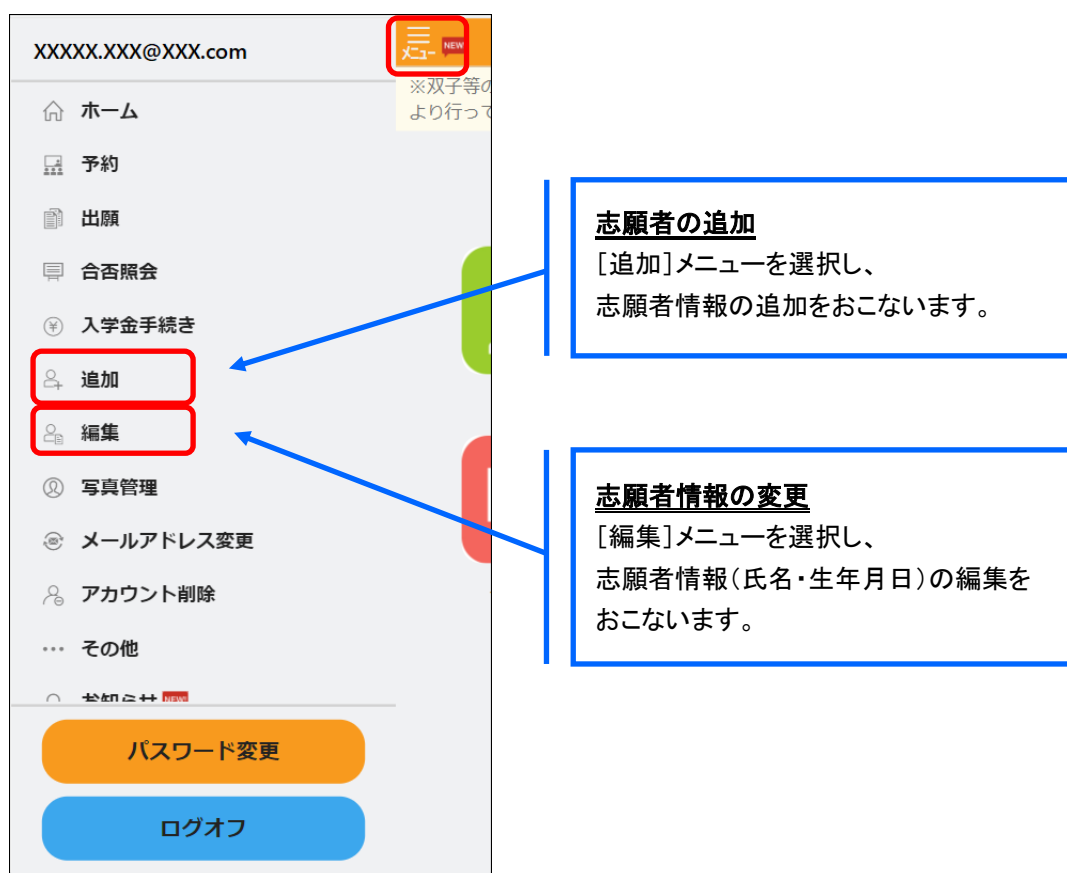 XXXXX.XXX@XXX.com
メニュー NEW
※双子等の
より行って
ホーム
予約
出願
合否照会
入学金手続き
追加
編集
写真管理
メールアドレス変更
アカウント削除
その他
お知らせ NEW!
パスワード変更
ログオフ
志願者の追加
［追加］メニューを選択し、
志願者情報の追加をおこないます。
志願者情報の変更
［編集］メニューを選択し、
志願者情報（氏名・生年月日）の編集を
おこないます。